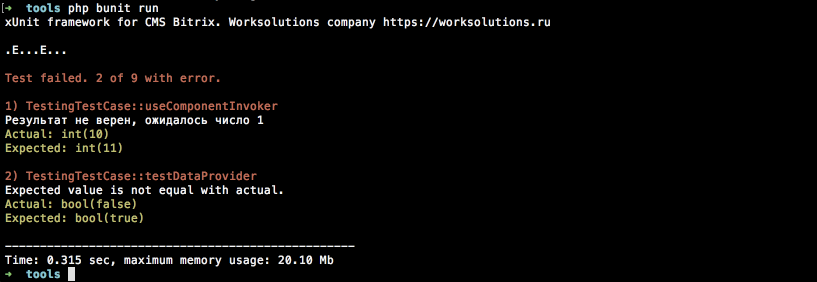 [➜ tools php bunit run
xUnit framework for CMS Bitrix. Worksolutions company https://worksolutions.ru
.E...E...
Test failed. 2 of 9 with error.
1) TestingTestCase::useComponentInvoker
Результат не верен, ожидалось число 1
Actual: int(10)
Expected: int(11)
2) TestingTestCase::testDataProvider
Expected value is not equal with actual.
Actual: bool(false)
Expected: bool(true)
--------------------------------------------------
Time: 0.315 sec, maximum memory usage: 20.10 Mb
➜ tools